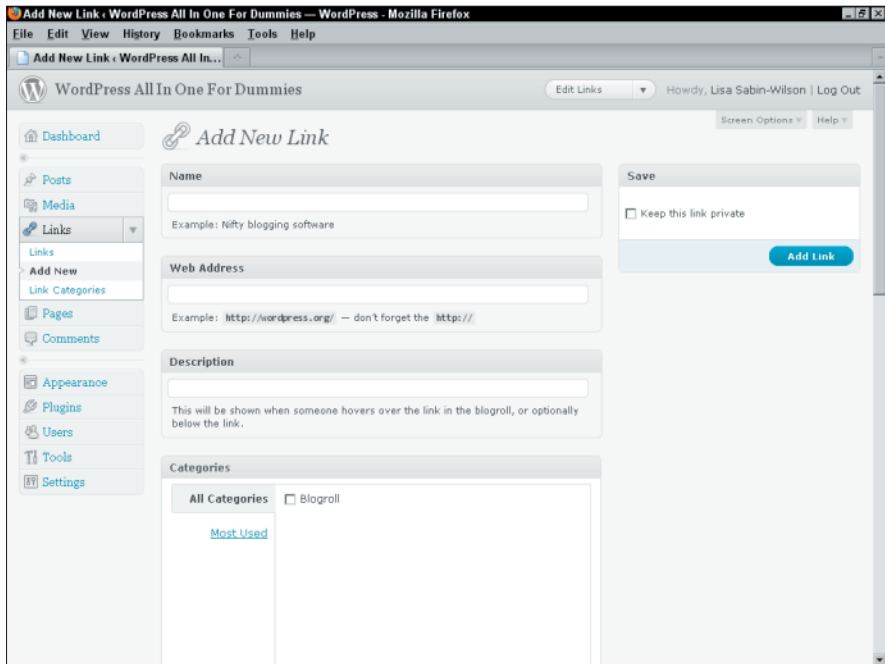 Add New Link ‹ WordPress All In One For Dummies — WordPress - Mozilla Firefox
File Edit View History Bookmarks Tools Help
Add New Link ‹ WordPress All In...
WordPress All In One For Dummies
Edit Links
Howdy, Lisa Sabin-Wilson | Log Out
Screen Options
Help
Dashboard
Posts
Media
Links
Links
Add New
Link Categories
Pages
Comments
Appearance
Plugins
Users
Tools
Settings
Add New Link
Name
Example: Nifty blogging software
Web Address
Example: http://wordpress.org/ — don't forget the http://
Description
This will be shown when someone hovers over the link in the blogroll, or optionally
below the link.
Categories
All Categories
Blogroll
Most Used
Save
Keep this link private
Add Link